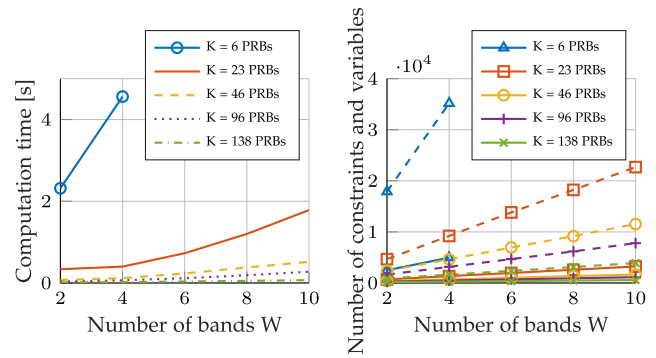 K = 6 PRBs
K = 23 PRBs
K = 46 PRBs
K = 96 PRBs
K = 138 PRBs
Computation time [s]
4
2
0
2
4
6
8
10
Number of bands W
K = 6 PRBs
K = 23 PRBs
K = 46 PRBs
K = 96 PRBs
K = 138 PRBs
Number of constraints and variables
·10⁴
4
3
2
1
0
2
4
6
8
10
Number of bands W